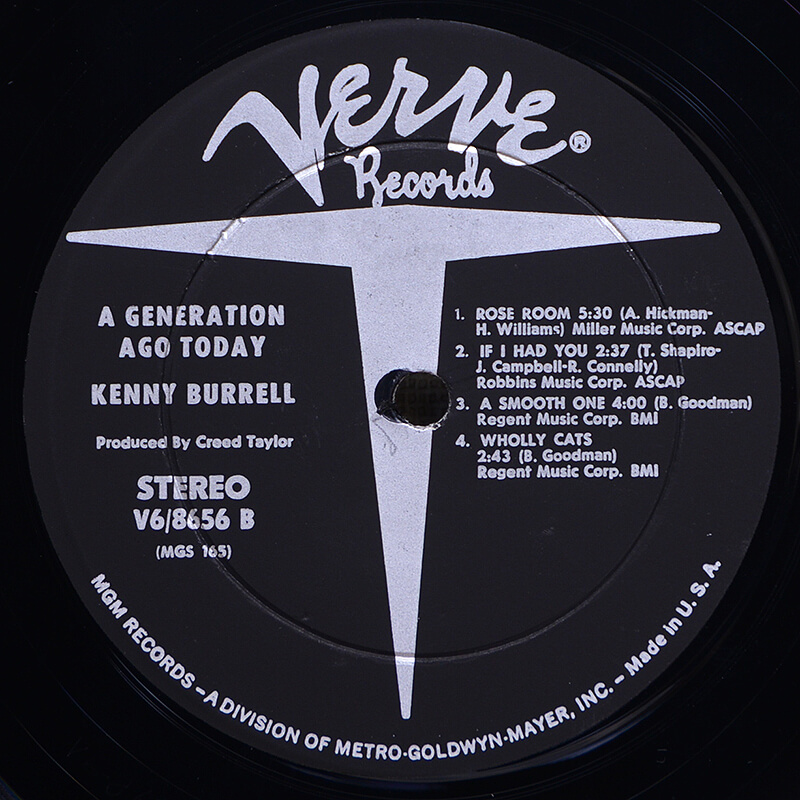 Verve®
Records
A GENERATION
AGO TODAY
KENNY BURRELL
Produced By Creed Taylor
STEREO
V6/8656 B
(MGS 165)
1. ROSE ROOM 5:30 (A. Hickman-
H. Williams) Miller Music Corp. ASCAP
2. IF I HAD YOU 2:37 (T. Shapiro-
J. Campbell-R. Connelly)
Robbins Music Corp. ASCAP
3. A SMOOTH ONE 4:00 (B. Goodman)
Regent Music Corp. BMI
4. WHOLLY CATS
2:43 (B. Goodman)
Regent Music Corp. BMI
MGM RECORDS – A DIVISION OF METRO-GOLDWYN-MAYER, INC. – Made in U. S. A.